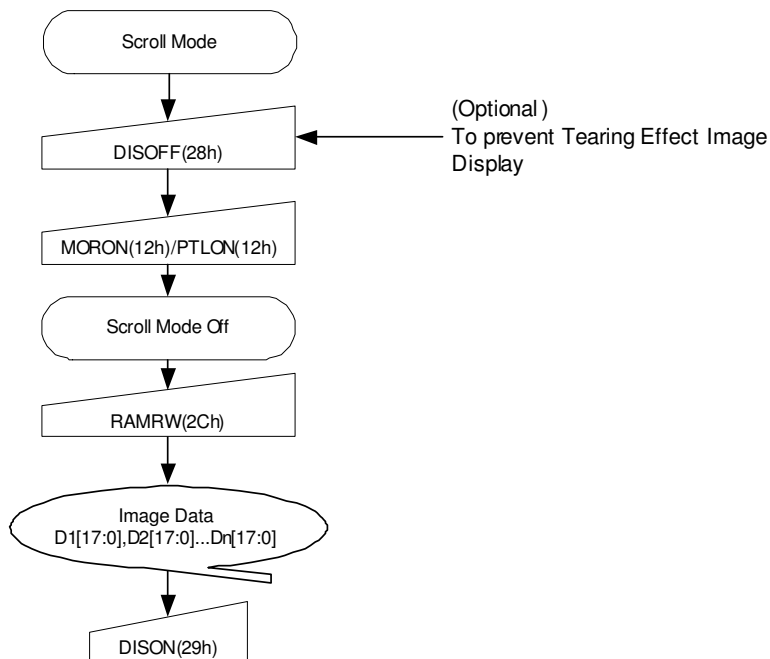 Scroll Mode
(Optional)
To prevent Tearing Effect Image
Display
DISOFF(28h)
MORON(12h)/PTLON(12h)
Scroll Mode Off
RAMRW(2Ch)
Image Data
D1[17:0],D2[17:0]...Dn[17:0]
DISON(29h)